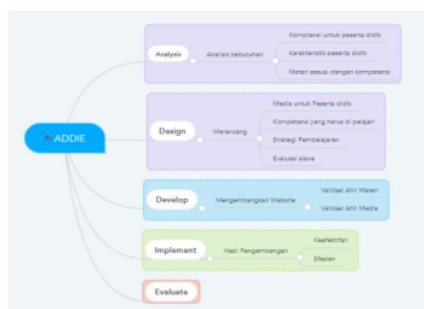 ADDIE
Analysis
Analisis kebutuhan
Komptensi untuk peserta didik
Karakteristik peserta didik
Materi sesuai dengan kompetensi
Design
Merancang
Media untuk Peserta didik
Kompetensi yang harus di pelajari
Strategi Pembelajaran
Evaluasi siswa
Develop
Mengembangkan Website
Validasi Ahli Materi
Validasi Ahli Media
Implement
Hasil Pengembangan
Keefektifan
Efesien
Evaluate